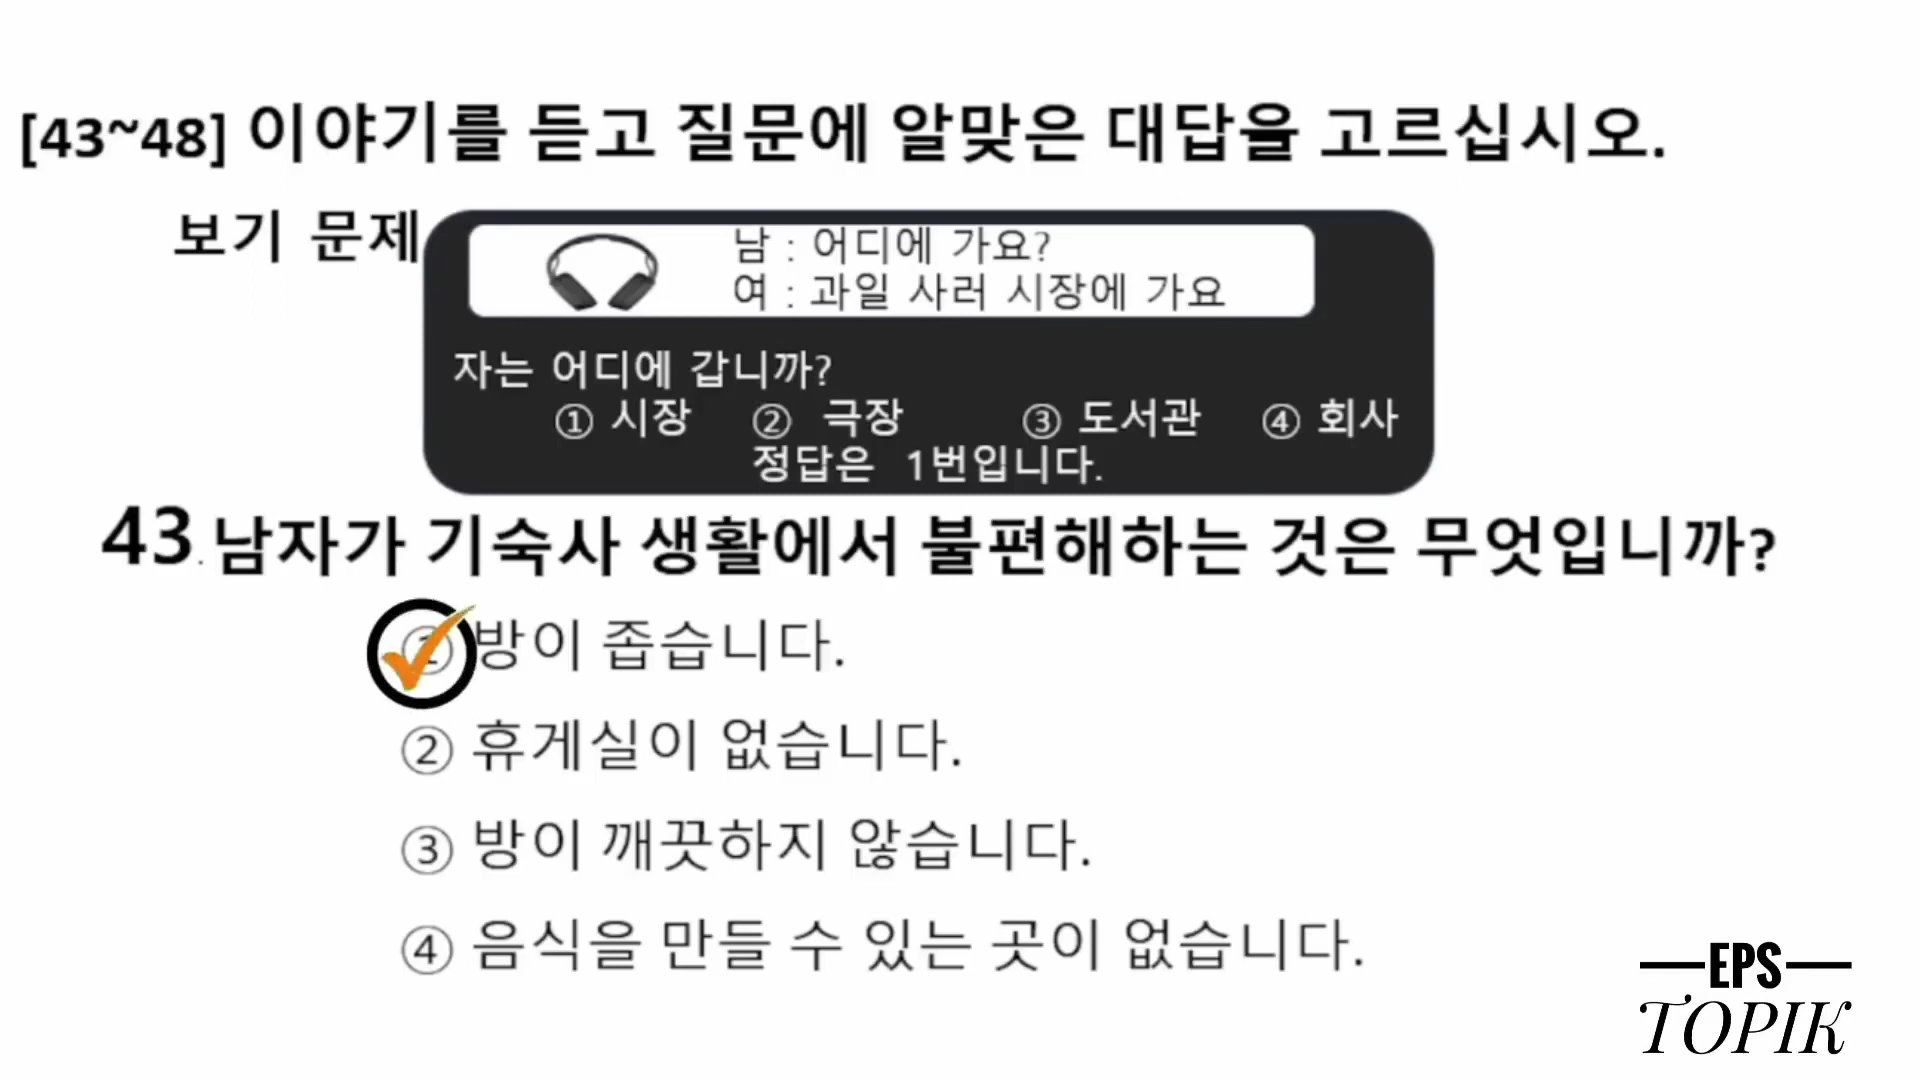 [43~48] 이야기를 듣고 질문에 알맞은 대답을 고르십시오.
보기 문제
남 : 어디에 가요?
여 : 과일 사러 시장에 가요
자는 어디에 갑니까?
① 시장 ② 극장 ③ 도서관 ④ 회사
정답은 1번입니다.
43.남자가 기숙사 생활에서 불편해하는 것은 무엇입니까?
① 방이 좁습니다.
② 휴게실이 없습니다.
③ 방이 깨끗하지 않습니다.
④ 음식을 만들 수 있는 곳이 없습니다.
EPS
TOPIK